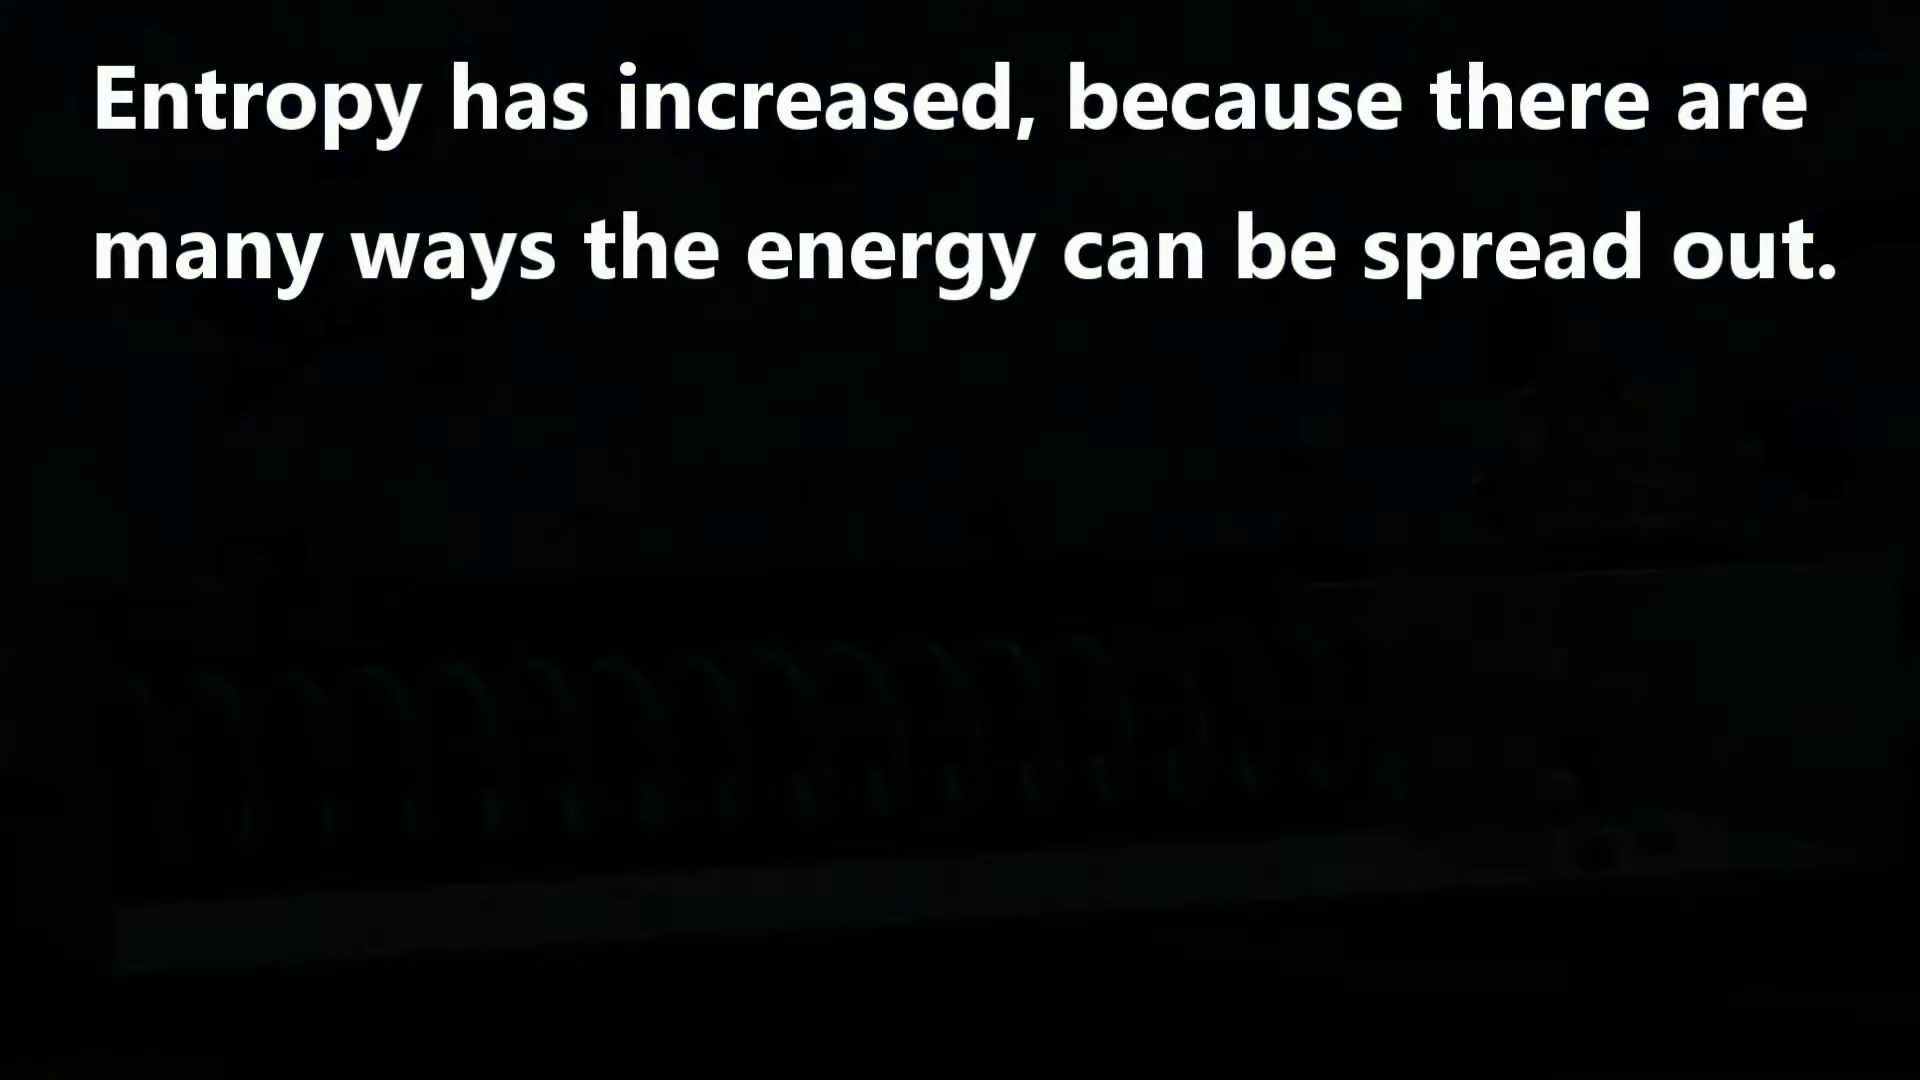 Entropy has increased, because there are
many ways the energy can be spread out.